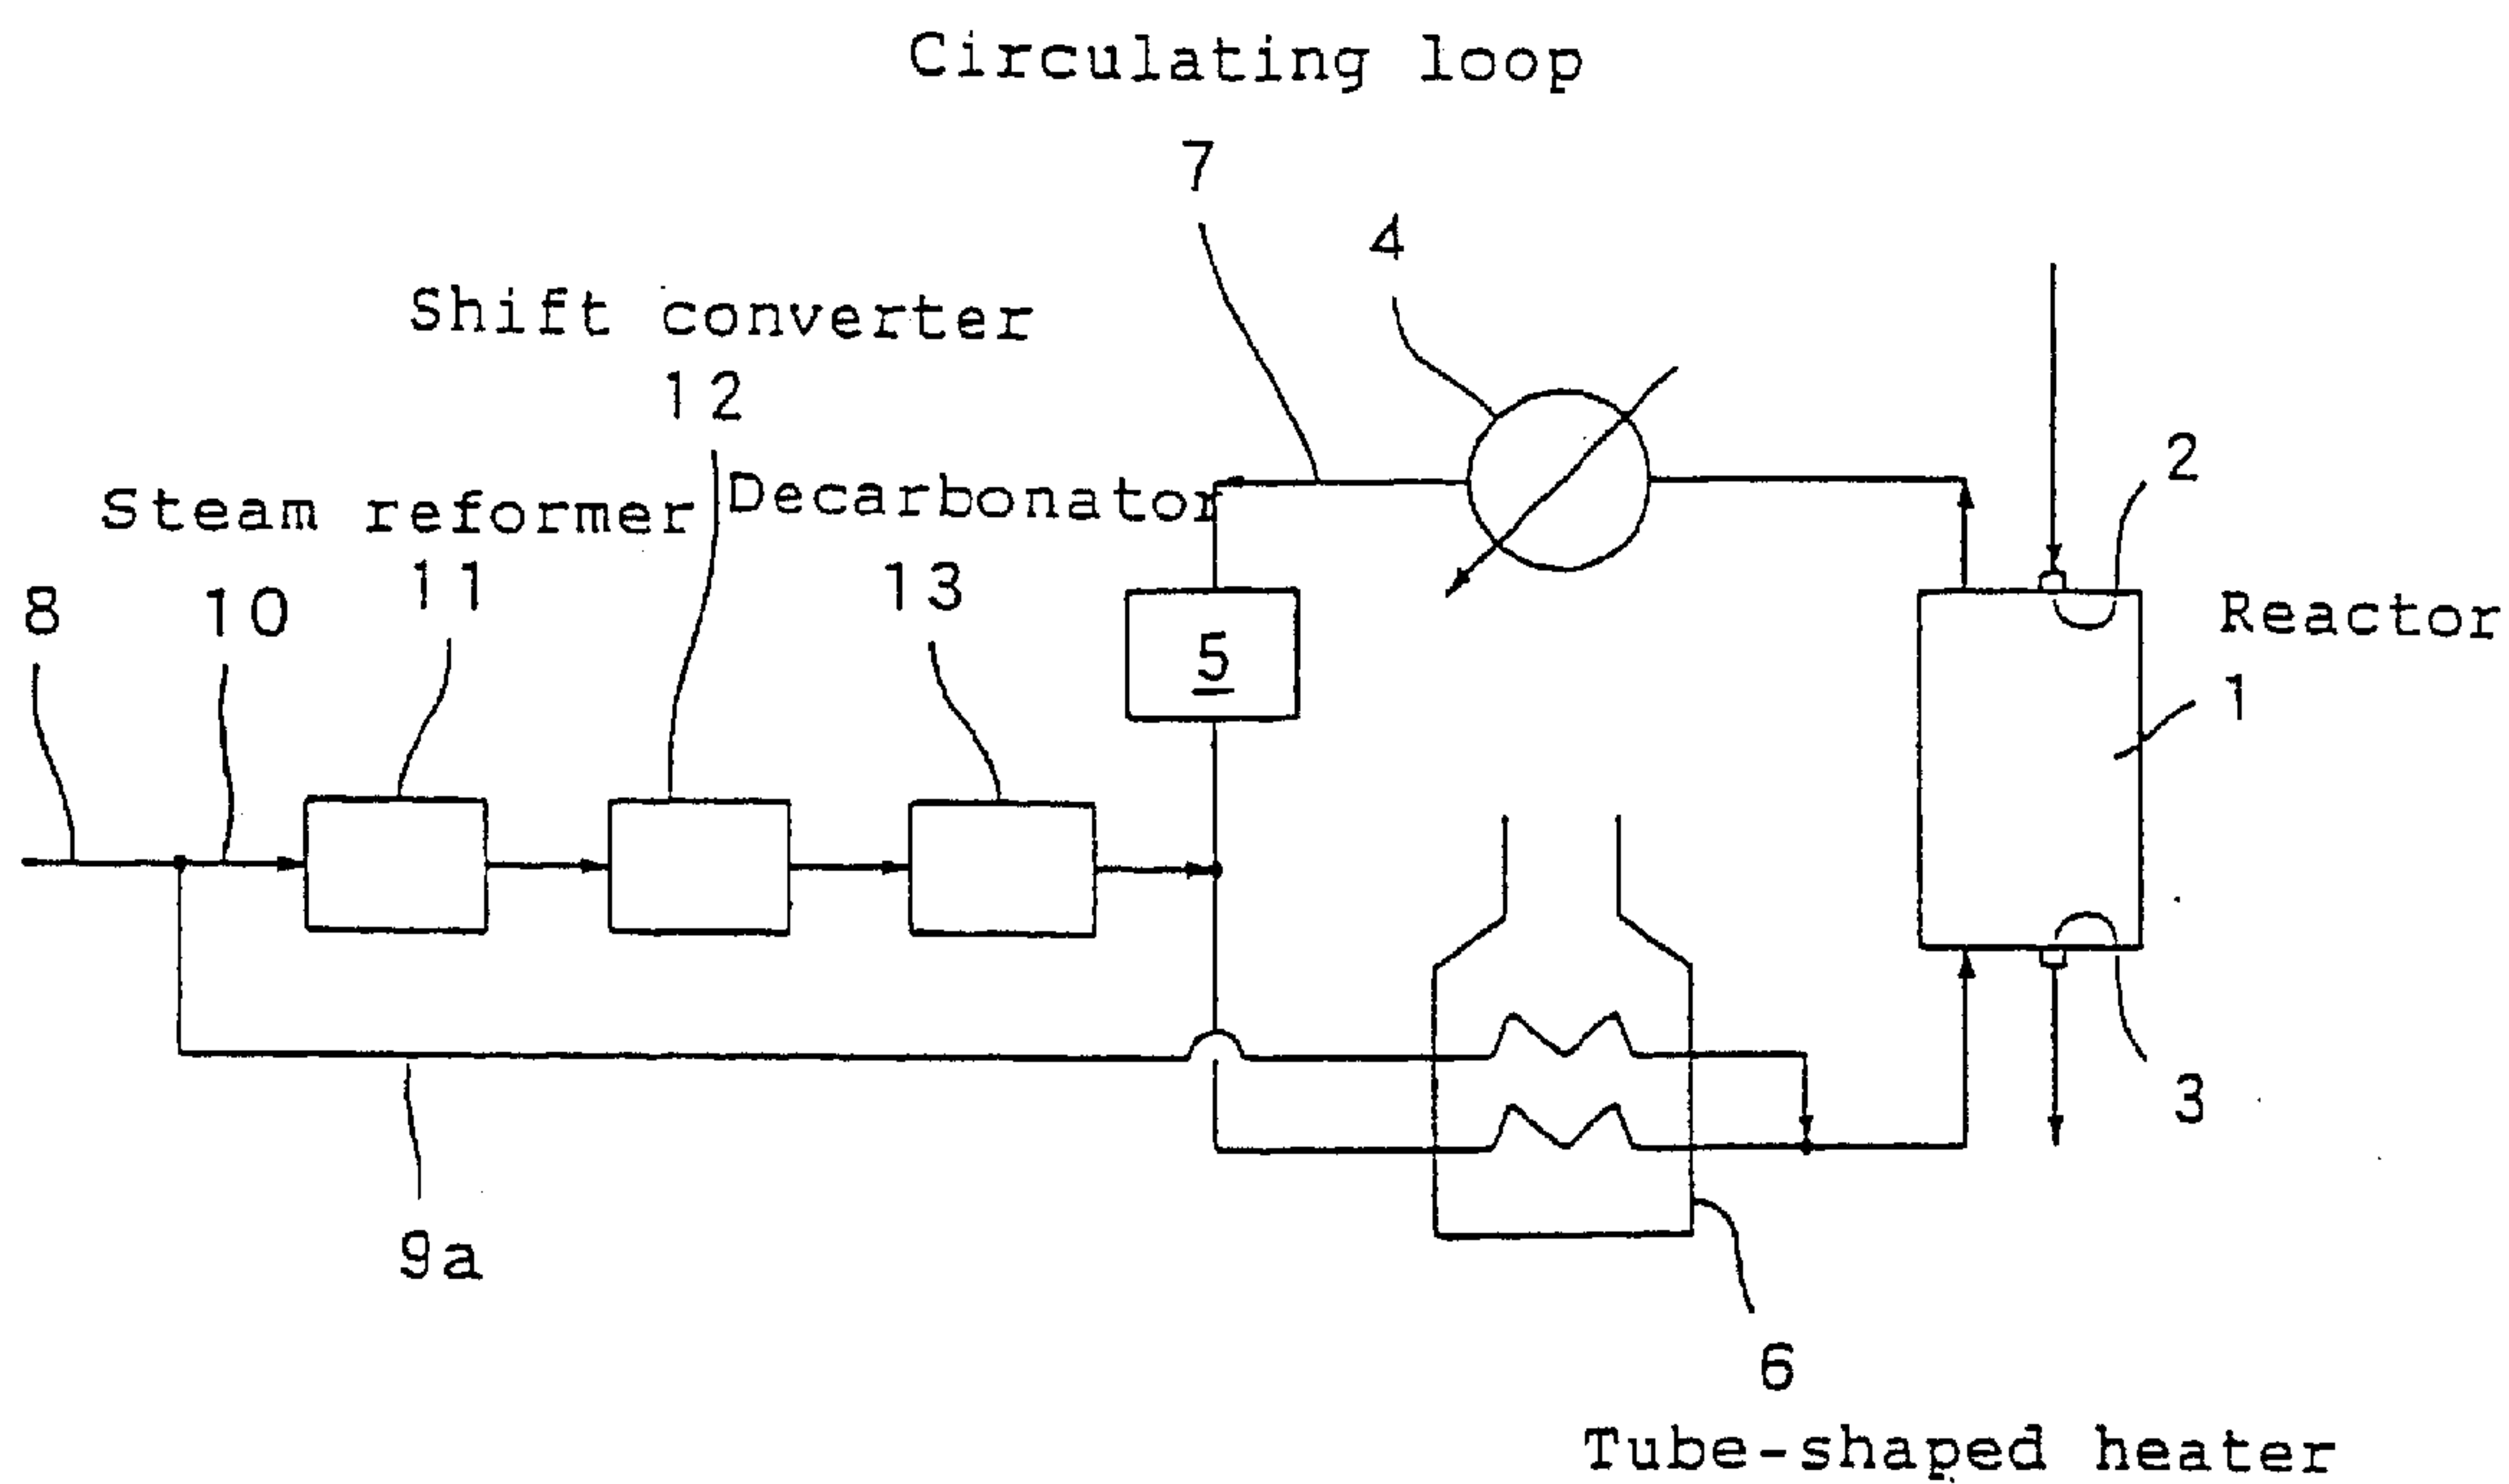 Circulating loop
7
4
Shift converter
12
2
Steam reformer
Decarbonator
11
13
8
10
Reactor
5
1
3
9a
6
Tube-shaped heater